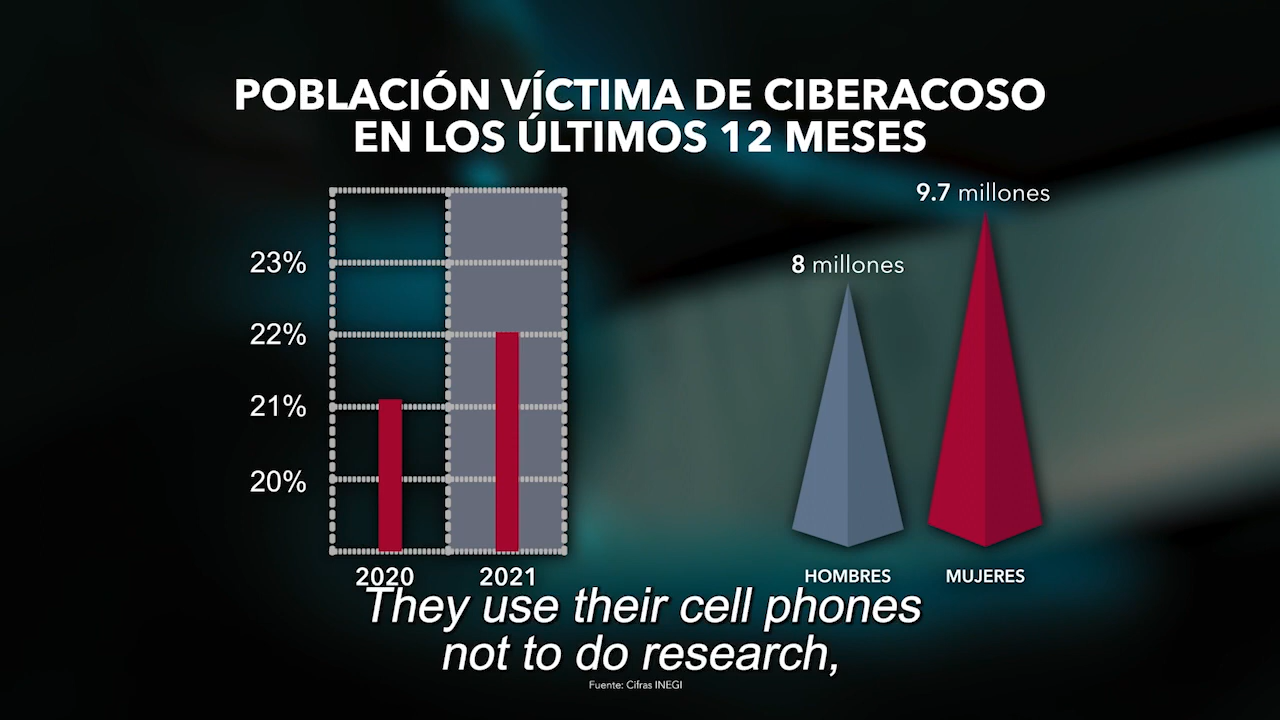 POBLACIÓN VÍCTIMA DE CIBERACOSO
EN LOS ÚLTIMOS 12 MESES
23%
22%
21%
20%
2020
2021
9.7 millones
8 millones
HOMBRES
MUJERES
They use their cell phones
not to do research,
Fuente: Cifras INEGI